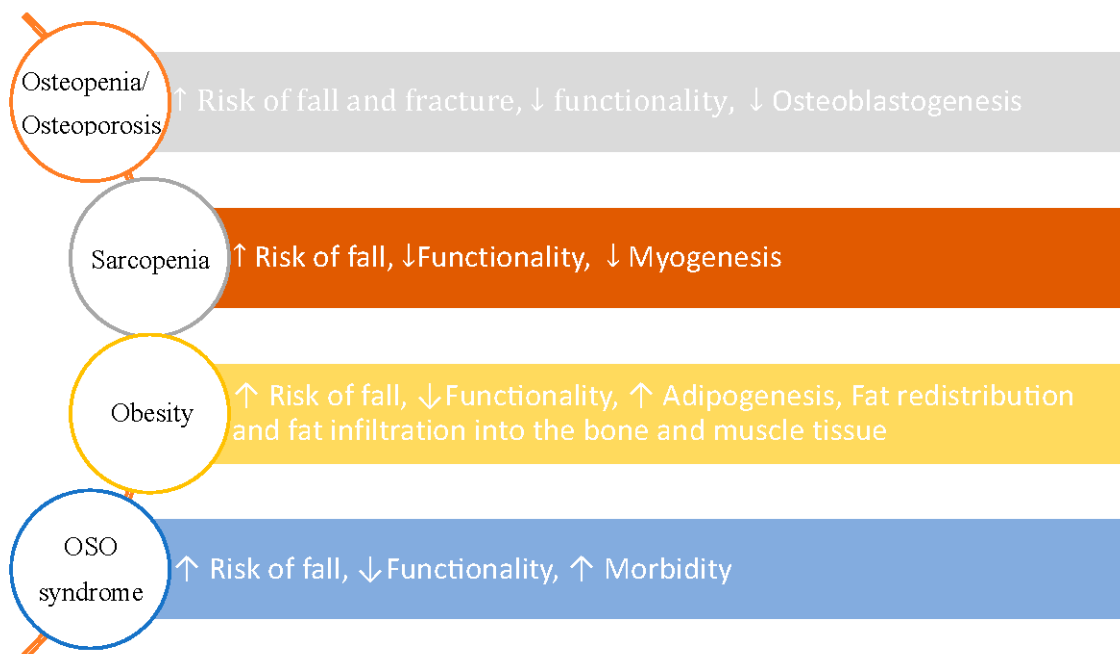 Osteopenia/
Osteoporosis
↑ Risk of fall and fracture, ↓ functionality, ↓ Osteoblastogenesis
Sarcopenia
↑ Risk of fall, ↓Functionality, ↓ Myogenesis
Obesity
↑ Risk of fall, ↓Functionality, ↑ Adipogenesis, Fat redistribution
and fat infiltration into the bone and muscle tissue
OSO
syndrome
↑ Risk of fall, ↓Functionality, ↑ Morbidity